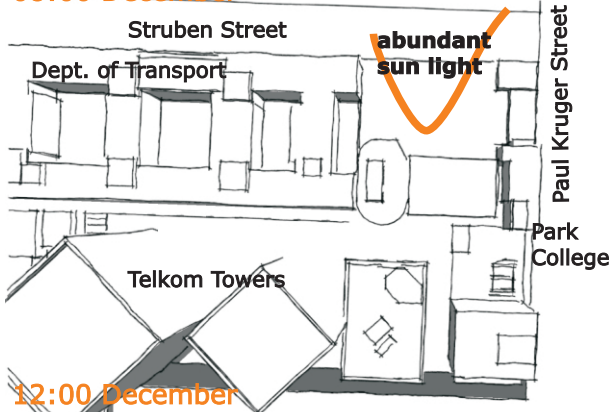 Struben Street
abundant
sun light
Dept. of Transport
Paul Kruger Street
Park
College
Telkom Towers
12:00 December